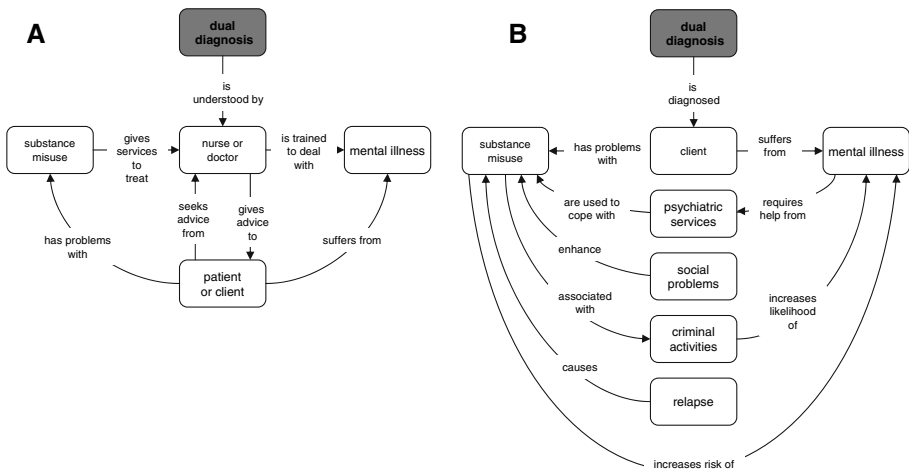 A
dual
diagnosis
is
understood by
substance
misuse
gives
services
to
treat
nurse or
doctor
is trained
to deal
with
mental illness
seeks
advice
from
gives
advice
to
has problems
with
suffers from
patient
or client
B
dual
diagnosis
is
diagnosed
substance
misuse
has problems
with
client
suffers
from
mental illness
are used to
cope with
psychiatric
services
requires
help from
enhance
social
problems
associated
with
increases
likelihood
of
criminal
activities
causes
relapse
increases risk of